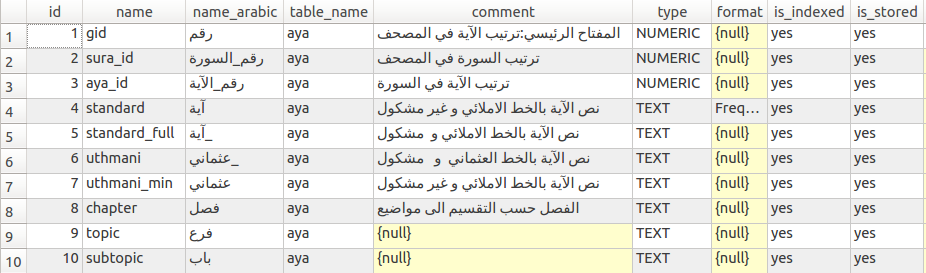 id name name_arabic table_name comment type format is_indexed is_stored
1 1 gid رقم aya المفتاح الرئيسي:ترتيب الآية في المصحف NUMERIC {null} yes yes
2 2 sura_id رقم_السورة aya ترتيب السورة في المصحف NUMERIC {null} yes yes
3 3 aya_id رقم_الآية aya ترتيب الآية في السورة NUMERIC {null} yes yes
4 4 standard آية aya نص الآية بالخط الاملائي و غير مشكول TEXT Freq... yes yes
5 5 standard_full آية_ aya نص الآية بالخط الاملائي و مشكول TEXT {null} yes yes
6 6 uthmani عثماني_ aya نص الآية بالخط العثماني و مشكول TEXT {null} yes yes
7 7 uthmani_min عثماني aya نص الآية بالخط الاملائي و غير مشكول TEXT {null} yes yes
8 8 chapter فصل aya الفصل حسب التقسيم الى مواضيع TEXT {null} yes yes
9 9 topic فرع aya {null} TEXT {null} yes yes
10 10 subtopic باب aya {null} TEXT {null} yes yes